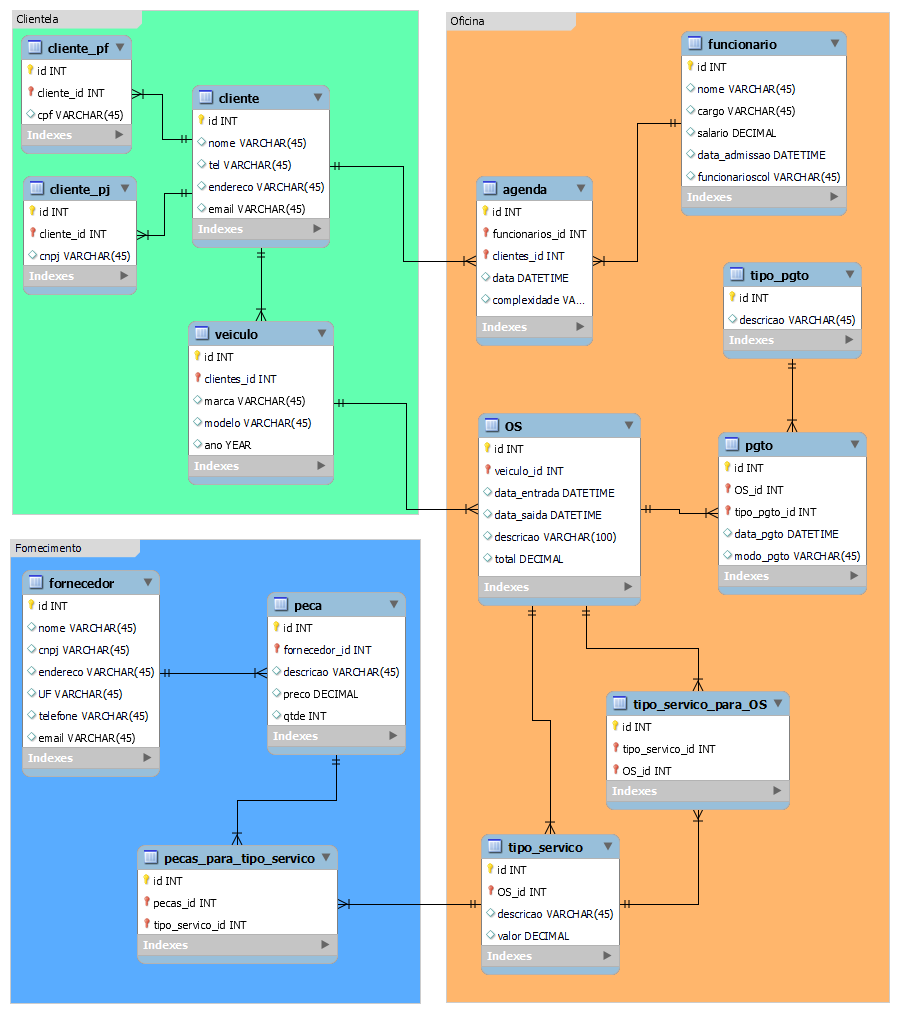 Clientela
cliente_pf
id INT
cliente_id INT
cpf VARCHAR(45)
Indexes
cliente
id INT
nome VARCHAR(45)
tel VARCHAR(45)
endereco VARCHAR(45)
email VARCHAR(45)
Indexes
cliente_pj
id INT
cliente_id INT
cnpj VARCHAR(45)
Indexes
veiculo
id INT
clientes_id INT
marca VARCHAR(45)
modelo VARCHAR(45)
ano YEAR
Indexes
Oficina
funcionario
id INT
nome VARCHAR(45)
cargo VARCHAR(45)
salario DECIMAL
data_admissao DATETIME
funcionarioscol VARCHAR(45)
Indexes
agenda
id INT
funcionarios_id INT
clientes_id INT
data DATETIME
complexidade VA...
Indexes
tipo_pgto
id INT
descricao VARCHAR(45)
Indexes
OS
id INT
veiculo_id INT
data_entrada DATETIME
data_saida DATETIME
descricao VARCHAR(100)
total DECIMAL
Indexes
pgto
id INT
OS_id INT
tipo_pgto_id INT
data_pgto DATETIME
modo_pgto VARCHAR(45)
Indexes
tipo_servico_para_OS
id INT
tipo_servico_id INT
OS_id INT
Indexes
tipo_servico
id INT
OS_id INT
descricao VARCHAR(45)
valor DECIMAL
Indexes
Fornecimento
fornecedor
id INT
nome VARCHAR(45)
cnpj VARCHAR(45)
endereco VARCHAR(45)
UF VARCHAR(45)
telefone VARCHAR(45)
email VARCHAR(45)
Indexes
peca
id INT
fornecedor_id INT
descricao VARCHAR(45)
preco DECIMAL
qtde INT
Indexes
pecas_para_tipo_servico
id INT
pecas_id INT
tipo_servico_id INT
Indexes